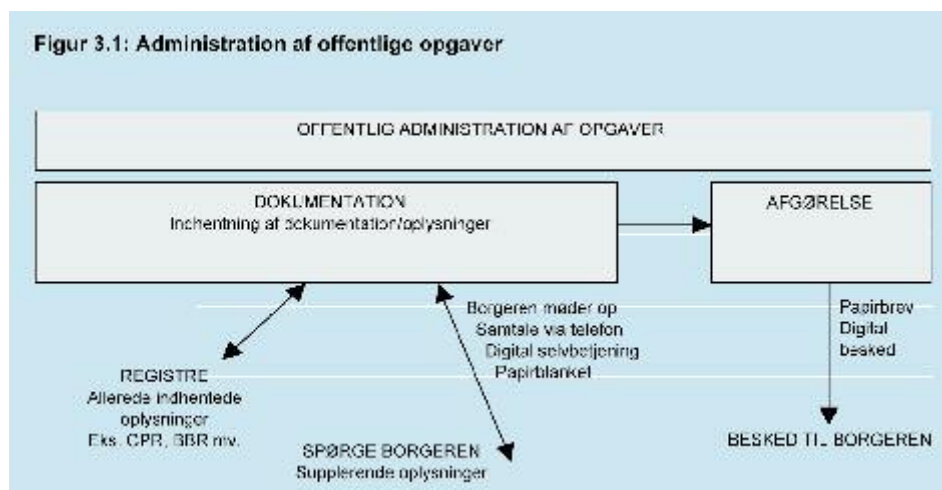 Figur 3.1: Administration af offentlige opgaver
OFFENTLIG ADMINISTRATION AF OPGAVER
DOKUMENTATION
Indhentning af dokumentation/oplysninger
AFGØRELSE
Borgeren møder op
Samtale via telefon
Digital selvbetjening
Papirblanket
Papirbrev
Digital
besked
REGISTRE
Allerede indhentede
oplysninger
Eks. CPR, BBR mv.
SPØRGE BORGEREN
Supplerende oplysninger
BESKED TIL BORGEREN